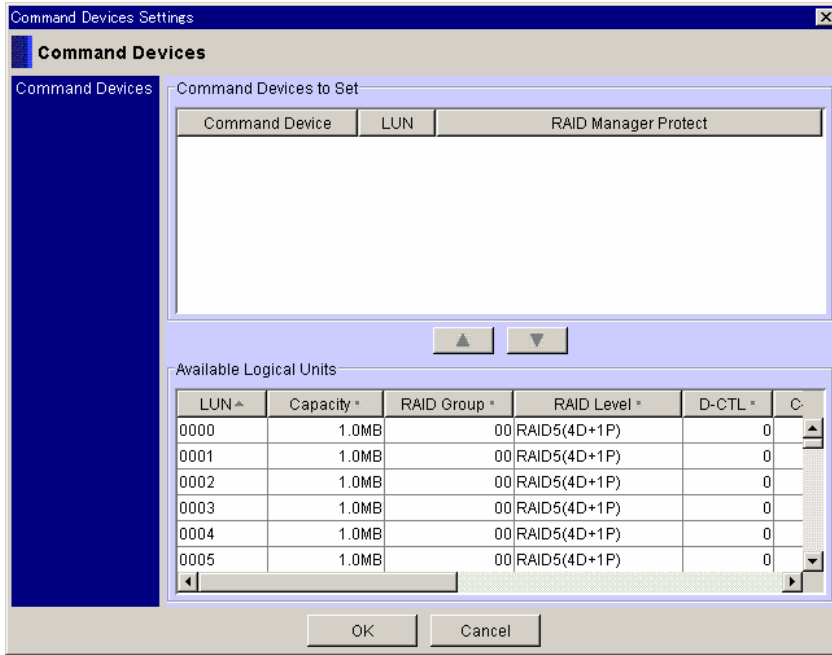 Command Devices Settings
Command Devices
Command Devices
Command Devices to Set
Command Device LUN RAID Manager Protect
Available Logical Units
LUN Capacity RAID Group RAID Level D-CTL C-
0000 1.0MB 00 RAID5(4D+1P) 0
0001 1.0MB 00 RAID5(4D+1P) 0
0002 1.0MB 00 RAID5(4D+1P) 0
0003 1.0MB 00 RAID5(4D+1P) 0
0004 1.0MB 00 RAID5(4D+1P) 0
0005 1.0MB 00 RAID5(4D+1P) 0
OK Cancel